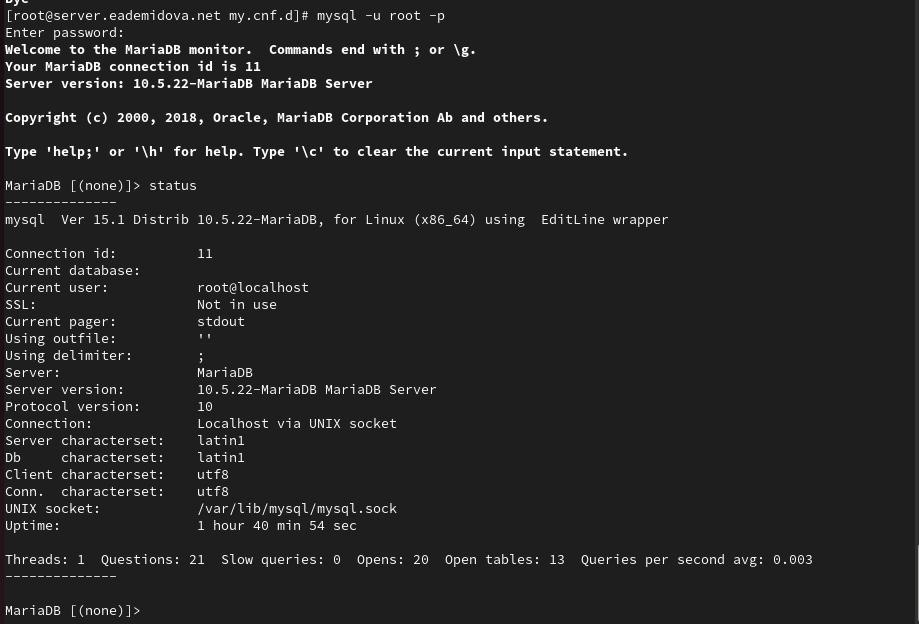 Bye
[root@server.eademidova.net my.cnf.d]# mysql -u root -p
Enter password:
Welcome to the MariaDB monitor.  Commands end with ; or \g.
Your MariaDB connection id is 11
Server version: 10.5.22-MariaDB MariaDB Server

Copyright (c) 2000, 2018, Oracle, MariaDB Corporation Ab and others.

Type 'help;' or '\h' for help. Type '\c' to clear the current input statement.

MariaDB [(none)]> status
--------------
mysql  Ver 15.1 Distrib 10.5.22-MariaDB, for Linux (x86_64) using  EditLine wrapper

Connection id:          11
Current database:
Current user:           root@localhost
SSL:                    Not in use
Current pager:          stdout
Using outfile:          ''
Using delimiter:        ;
Server:                 MariaDB
Server version:         10.5.22-MariaDB MariaDB Server
Protocol version:       10
Connection:             Localhost via UNIX socket
Server characterset:    latin1
Db     characterset:    latin1
Client characterset:    utf8
Conn.  characterset:    utf8
UNIX socket:            /var/lib/mysql/mysql.sock
Uptime:                 1 hour 40 min 54 sec

Threads: 1  Questions: 21  Slow queries: 0  Opens: 20  Open tables: 13  Queries per second avg: 0.003
--------------

MariaDB [(none)]>